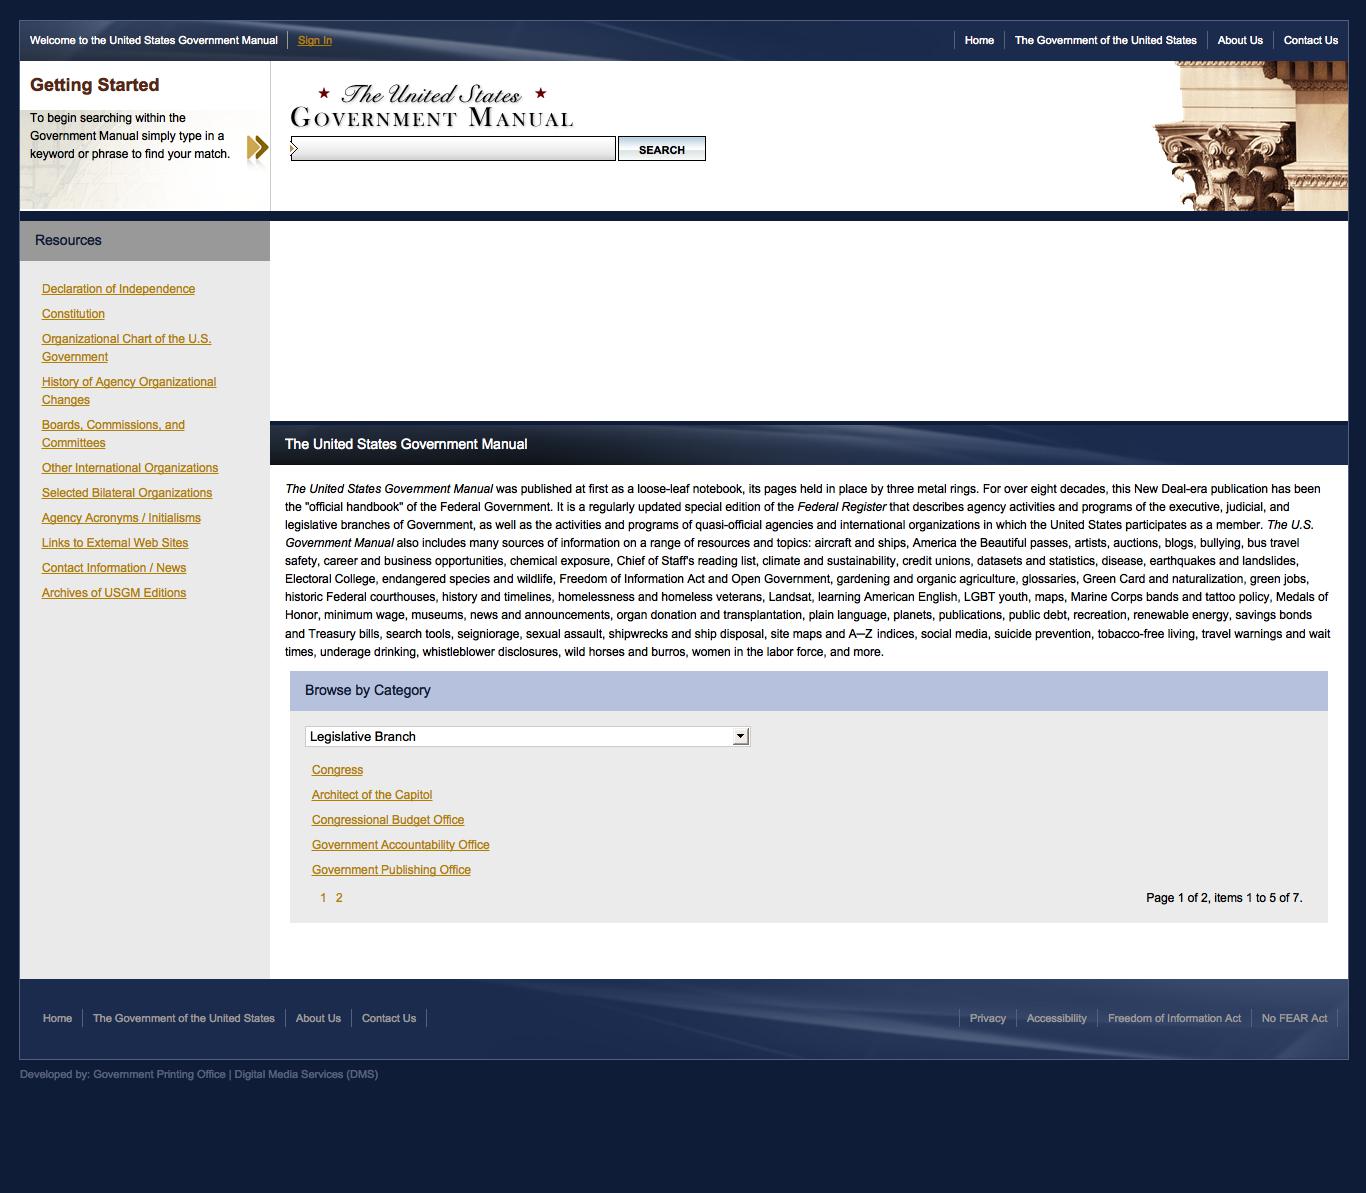 Welcome to the United States Government Manual
Sign In
Home
The Government of the United States
About Us
Contact Us
Getting Started
To begin searching within the
Government Manual simply type in a
keyword or phrase to find your match.
The United States
GOVERNMENT MANUAL
SEARCH
Resources
Declaration of Independence
Constitution
Organizational Chart of the U.S.
Government
History of Agency Organizational
Changes
Boards, Commissions, and
Committees
Other International Organizations
Selected Bilateral Organizations
Agency Acronyms / Initialisms
Links to External Web Sites
Contact Information / News
Archives of USGM Editions
The United States Government Manual
The United States Government Manual was published at first as a loose-leaf notebook, its pages held in place by three metal rings. For over eight decades, this New Deal-era publication has been
the "official handbook" of the Federal Government. It is a regularly updated special edition of the Federal Register that describes agency activities and programs of the executive, judicial, and
legislative branches of Government, as well as the activities and programs of quasi-official agencies and international organizations in which the United States participates as a member. The U.S.
Government Manual also includes many sources of information on a range of resources and topics: aircraft and ships, America the Beautiful passes, artists, auctions, blogs, bullying, bus travel
safety, career and business opportunities, chemical exposure, Chief of Staff's reading list, climate and sustainability, credit unions, datasets and statistics, disease, earthquakes and landslides,
Electoral College, endangered species and wildlife, Freedom of Information Act and Open Government, gardening and organic agriculture, glossaries, Green Card and naturalization, green jobs,
historic Federal courthouses, history and timelines, homelessness and homeless veterans, Landsat, learning American English, LGBT youth, maps, Marine Corps bands and tattoo policy, Medals of
Honor, minimum wage, museums, news and announcements, organ donation and transplantation, plain language, planets, publications, public debt, recreation, renewable energy, savings bonds
and Treasury bills, search tools, seigniorage, sexual assault, shipwrecks and ship disposal, site maps and A—Z indices, social media, suicide prevention, tobacco-free living, travel warnings and wait
times, underage drinking, whistleblower disclosures, wild horses and burros, women in the labor force, and more.
Browse by Category
Legislative Branch
Congress
Architect of the Capitol
Congressional Budget Office
Government Accountability Office
Government Publishing Office
1 2
Page 1 of 2, items 1 to 5 of 7.
Home
The Government of the United States
About Us
Contact Us
Privacy
Accessibility
Freedom of Information Act
No FEAR Act
Developed by: Government Printing Office | Digital Media Services (DMS)